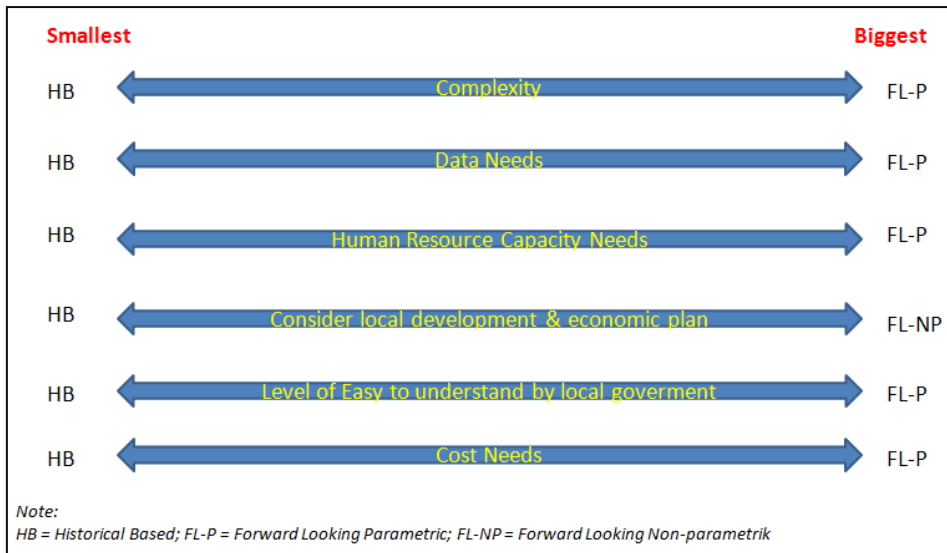 Smallest Biggest
HB Complexity FL-P
HB Data Needs FL-P
HB Human Resource Capacity Needs FL-P
HB Consider local development & economic plan FL-NP
HB Level of Easy to understand by local goverment FL-P
HB Cost Needs FL-P
Note:
HB = Historical Based; FL-P = Forward Looking Parametric; FL-NP = Forward Looking Non-parametrik